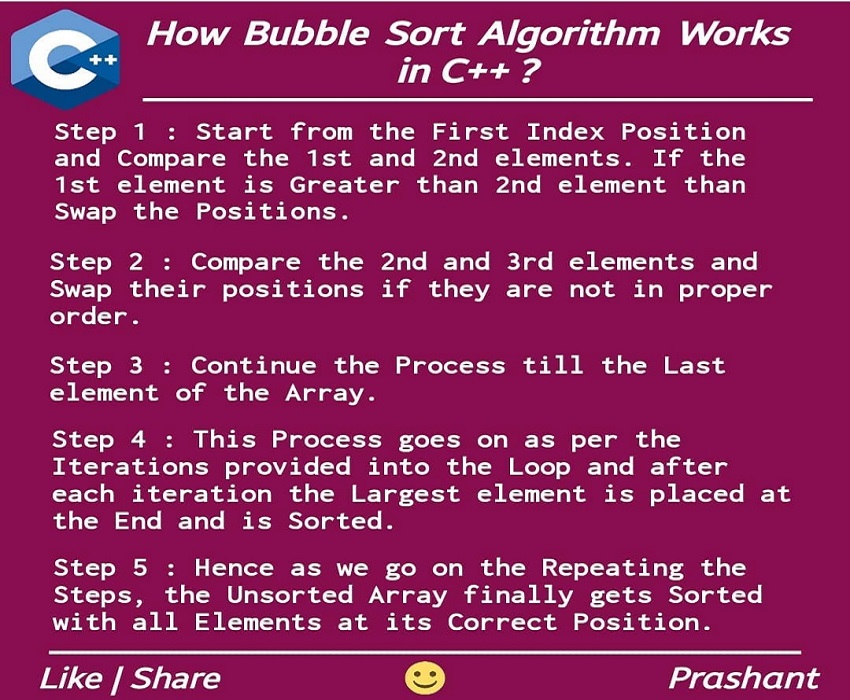 C++
How Bubble Sort Algorithm Works
in C++ ?
Step 1 : Start from the First Index Position
and Compare the 1st and 2nd elements. If the
1st element is Greater than 2nd element than
Swap the Positions.
Step 2 : Compare the 2nd and 3rd elements and
Swap their positions if they are not in proper
order.
Step 3 : Continue the Process till the Last
element of the Array.
Step 4 : This Process goes on as per the
Iterations provided into the Loop and after
each iteration the Largest element is placed at
the End and is Sorted.
Step 5 : Hence as we go on the Repeating the
Steps, the Unsorted Array finally gets Sorted
with all Elements at its Correct Position.
Like | Share
Prashant